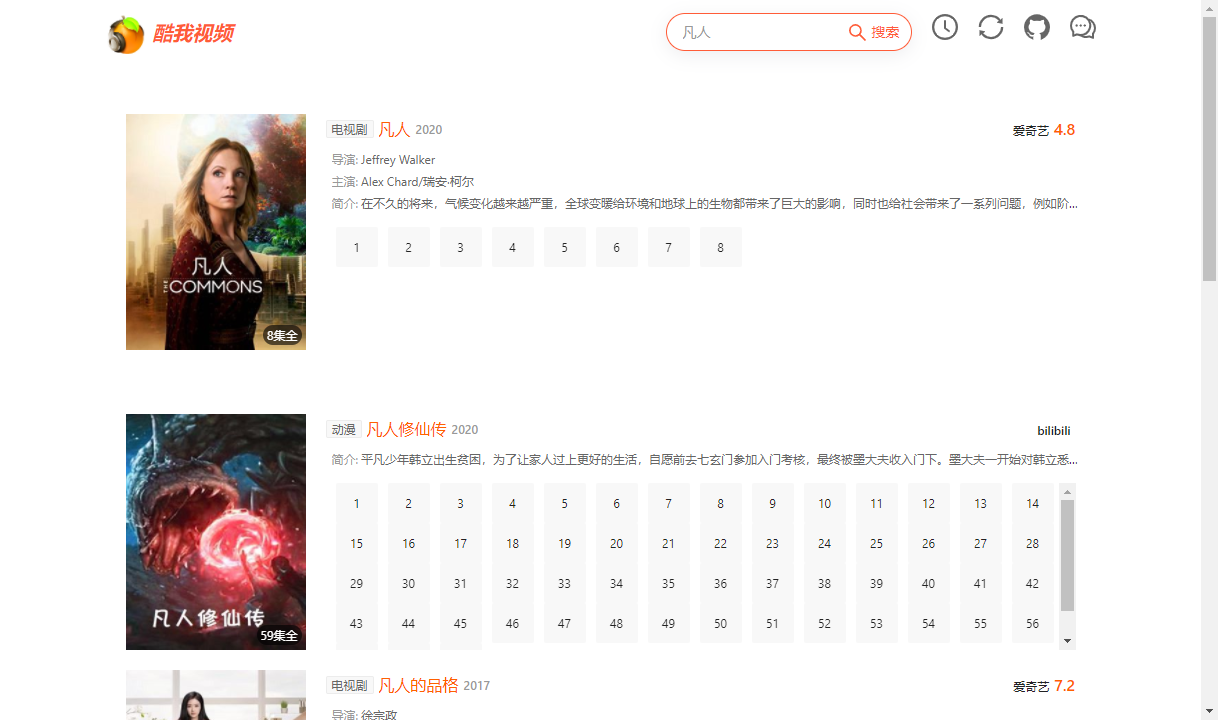 酷我视频
凡人
搜索
电视剧 凡人 2020
爱奇艺 4.8
导演: Jeffrey Walker
主演: Alex Chard/瑞安·柯尔
简介: 在不久的将来，气候变化越来越严重，全球变暖给环境和地球上的生物都带来了巨大的影响，同时也给社会带来了一系列问题，例如阶...
1 2 3 4 5 6 7 8
凡人
THE COMMONS
8集全
动漫 凡人修仙传 2020
bilibili
简介: 平凡少年韩立出生贫困，为了让家人过上更好的生活，自愿前去七玄门参加入门考核，最终被墨大夫收入门下。墨大夫一开始对韩立悉...
1 2 3 4 5 6 7 8 9 10 11 12 13 14
15 16 17 18 19 20 21 22 23 24 25 26 27 28
29 30 31 32 33 34 35 36 37 38 39 40 41 42
43 44 45 46 47 48 49 50 51 52 53 54 55 56
凡人修仙传
59集全
电视剧 凡人的品格 2017
爱奇艺 7.2
导演: 徐宗政